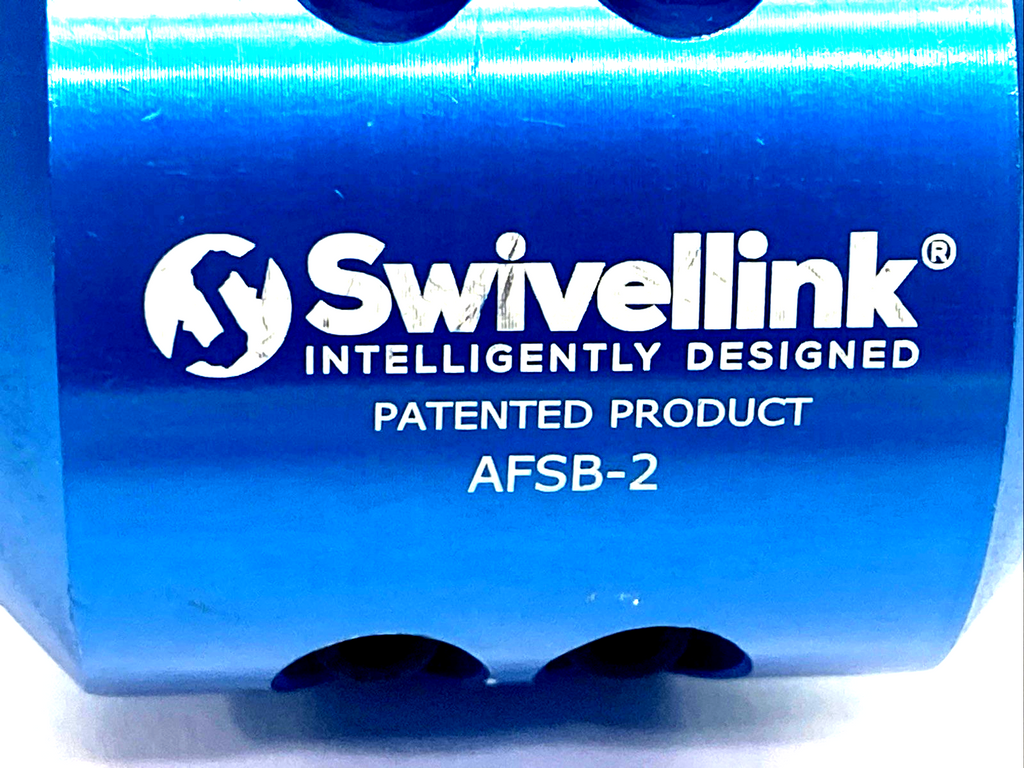 Swivellink®
INTELLIGENTLY DESIGNED
PATENTED PRODUCT
AFSB-2